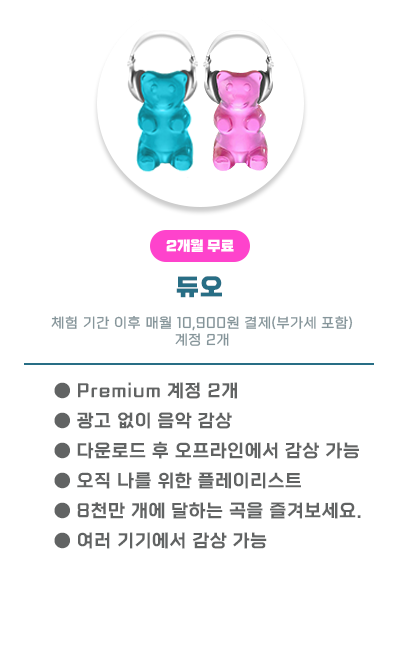 2개월 무료
듀오
체험 기간 이후 매월 10,900원 결제(부가세 포함)
계정 2개
● Premium 계정 2개
● 광고 없이 음악 감상
● 다운로드 후 오프라인에서 감상 가능
● 오직 나를 위한 플레이리스트
● 8천만 개에 달하는 곡을 즐겨보세요.
● 여러 기기에서 감상 가능